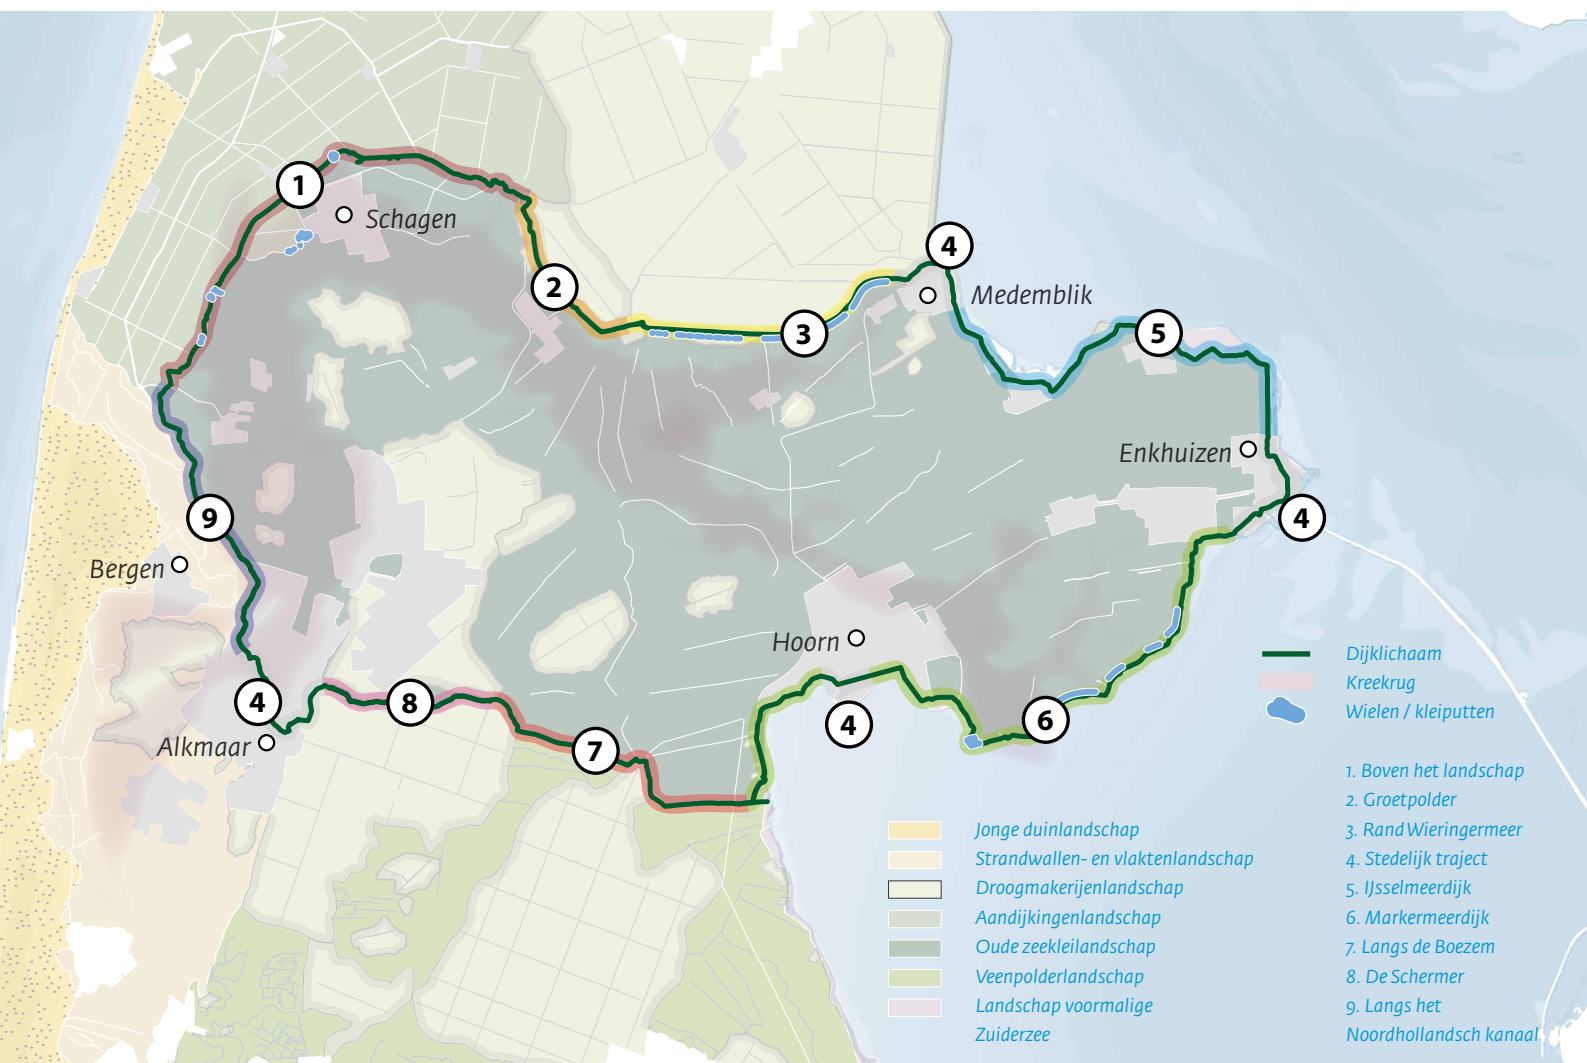 1
Schagen
2
3
4
Medemblik
5
Enkhuizen
4
9
Bergen
Hoorn
4
Alkmaar
8
7
4
6
Dijklichaam
Kreekrug
Wielen / kleiputten
Jonge duinlandschap
Strandwallen- en vlaktenlandschap
Droogmakerijenlandschap
Aandijkingenlandschap
Oude zeekleilandschap
Veenpolderlandschap
Landschap voormalige
Zuiderzee
1. Boven het landschap
2. Groetpolder
3. Rand Wieringermeer
4. Stedelijk traject
5. IJsselmeerdijk
6. Markermeerdijk
7. Langs de Boezem
8. De Schermer
9. Langs het
Noordhollandsch kanaal